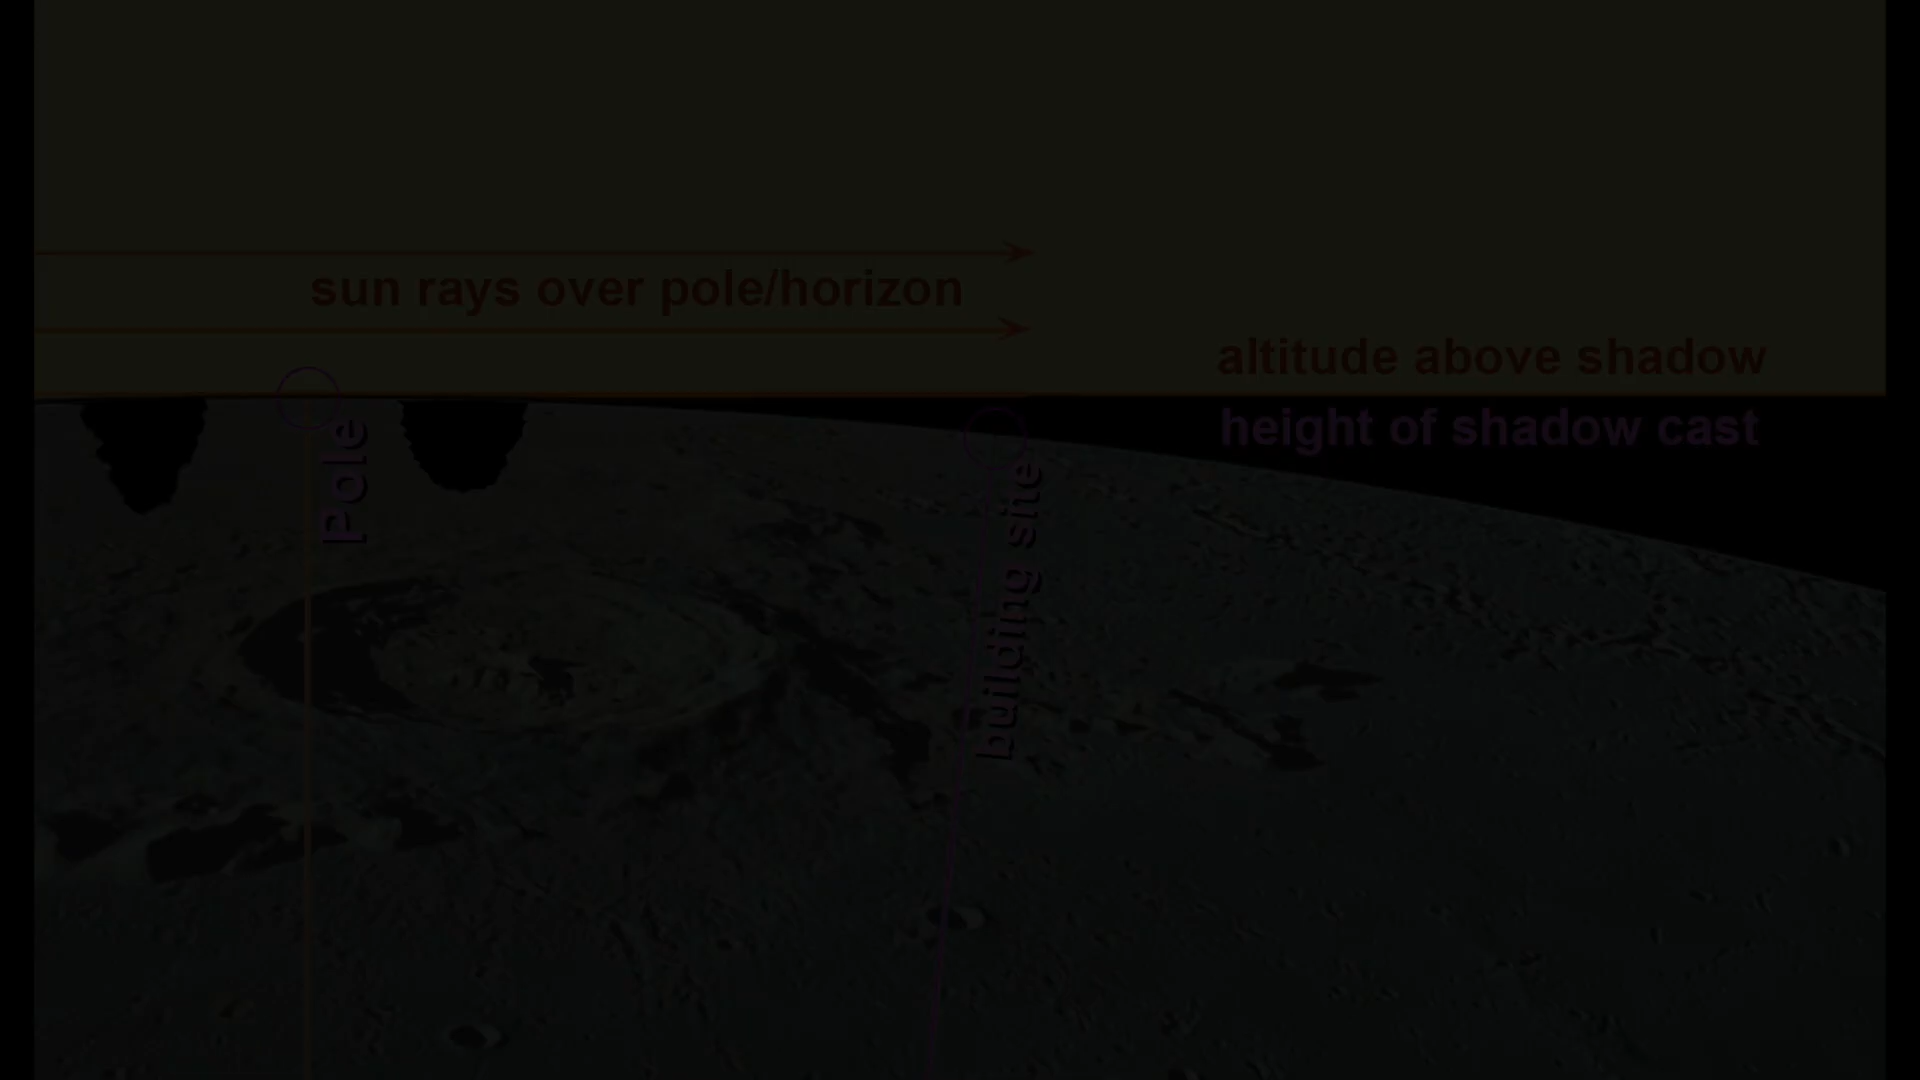 sun rays over pole/horizon
altitude above shadow
height of shadow cast
Pole
building site